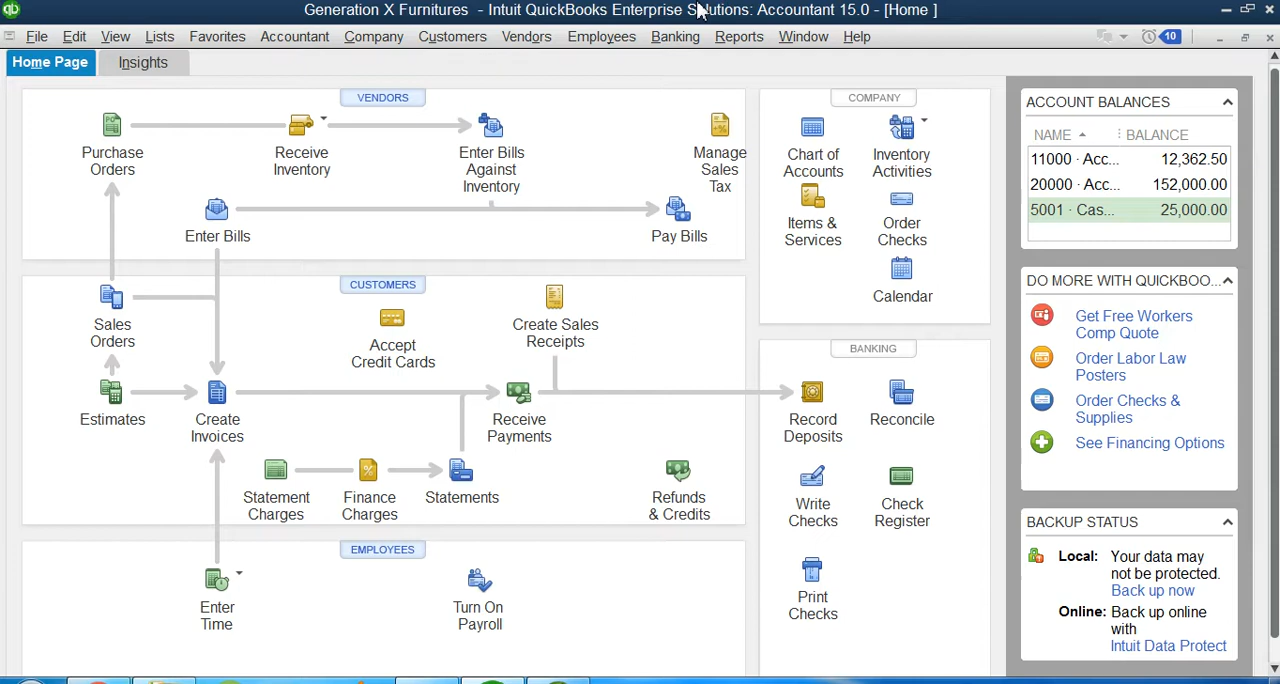 qb
Generation X Furnitures - Intuit QuickBooks Enterprise Solutions: Accountant 15.0 - [Home ]
File Edit View Lists Favorites Accountant Company Customers Vendors Employees Banking Reports Window Help 10
Home Page Insights
VENDORS
Purchase
Orders
Receive
Inventory
Enter Bills
Against
Inventory
Manage
Sales
Tax
Enter Bills
Pay Bills
CUSTOMERS
Sales
Orders
Accept
Credit Cards
Create Sales
Receipts
Estimates
Create
Invoices
Receive
Payments
Statement
Charges
Finance
Charges
Statements
Refunds
& Credits
EMPLOYEES
Enter
Time
Turn On
Payroll
COMPANY
Chart of
Accounts
Inventory
Activities
Items &
Services
Order
Checks
Calendar
BANKING
Record
Deposits
Reconcile
Write
Checks
Check
Register
Print
Checks
ACCOUNT BALANCES
NAME BALANCE
11000 · Acc... 12,362.50
20000 · Acc... 152,000.00
5001 · Cas... 25,000.00
DO MORE WITH QUICKBOO...
Get Free Workers
Comp Quote
Order Labor Law
Posters
Order Checks &
Supplies
See Financing Options
BACKUP STATUS
Local: Your data may
not be protected.
Back up now
Online: Back up online
with
Intuit Data Protect